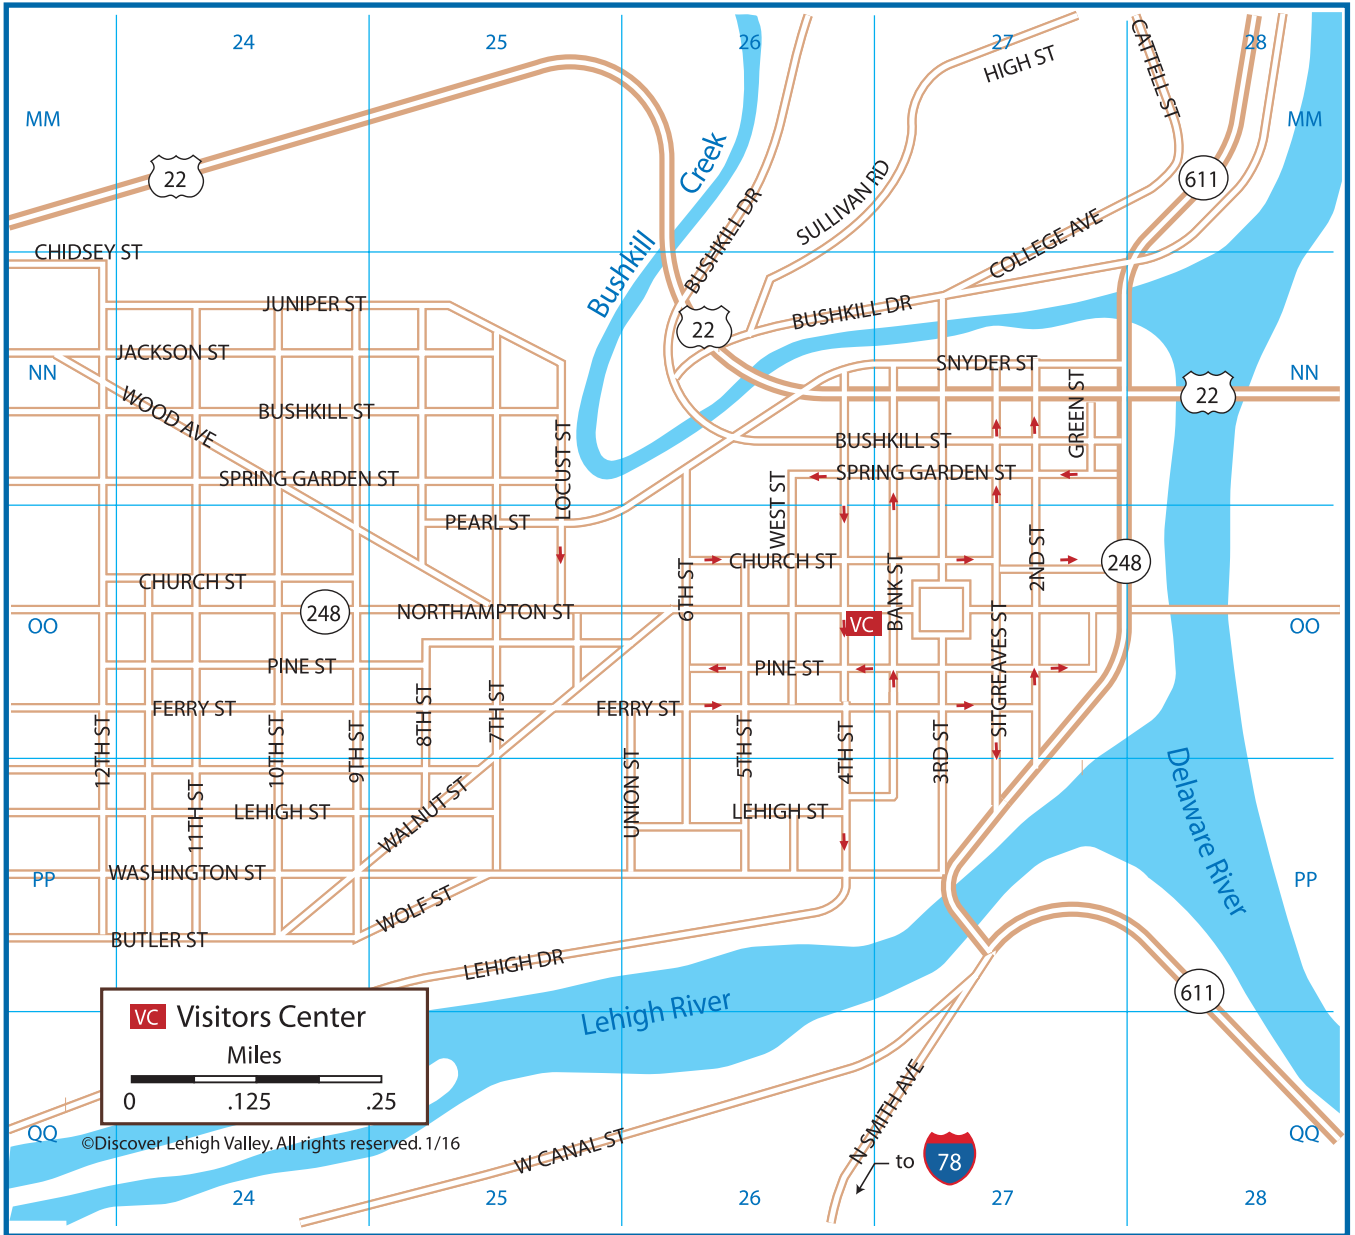 24
25
26
27
28
HIGH ST
CATTELL ST
MM
MM
Creek
22
611
BUSHKILL DR
SULLIVAN RD
COLLEGE AVE
CHIDSEY ST
Bushkill
JUNIPER ST
BUSHKILL DR
22
JACKSON ST
SNYDER ST
NN
NN
22
WOOD AVE
BUSHKILL ST
GREEN ST
BUSHKILL ST
LOCUST ST
SPRING GARDEN ST
SPRING GARDEN ST
WEST ST
PEARL ST
2ND ST
CHURCH ST
248
CHURCH ST
6TH ST
BANK ST
248
NORTHAMPTON ST
VC
OO
OO
SITGREAVES ST
PINE ST
PINE ST
FERRY ST
FERRY ST
12TH ST
10TH ST
9TH ST
8TH ST
7TH ST
5TH ST
4TH ST
3RD ST
UNION ST
11TH ST
LEHIGH ST
WALNUT ST
LEHIGH ST
Delaware River
WASHINGTON ST
PP
PP
WOLF ST
BUTLER ST
LEHIGH DR
611
VC Visitors Center
Lehigh River
Miles
0 .125 .25
N SMITH AVE
QQ
QQ
©Discover Lehigh Valley. All rights reserved. 1/16
W CANAL ST
to 78
24
25
26
27
28